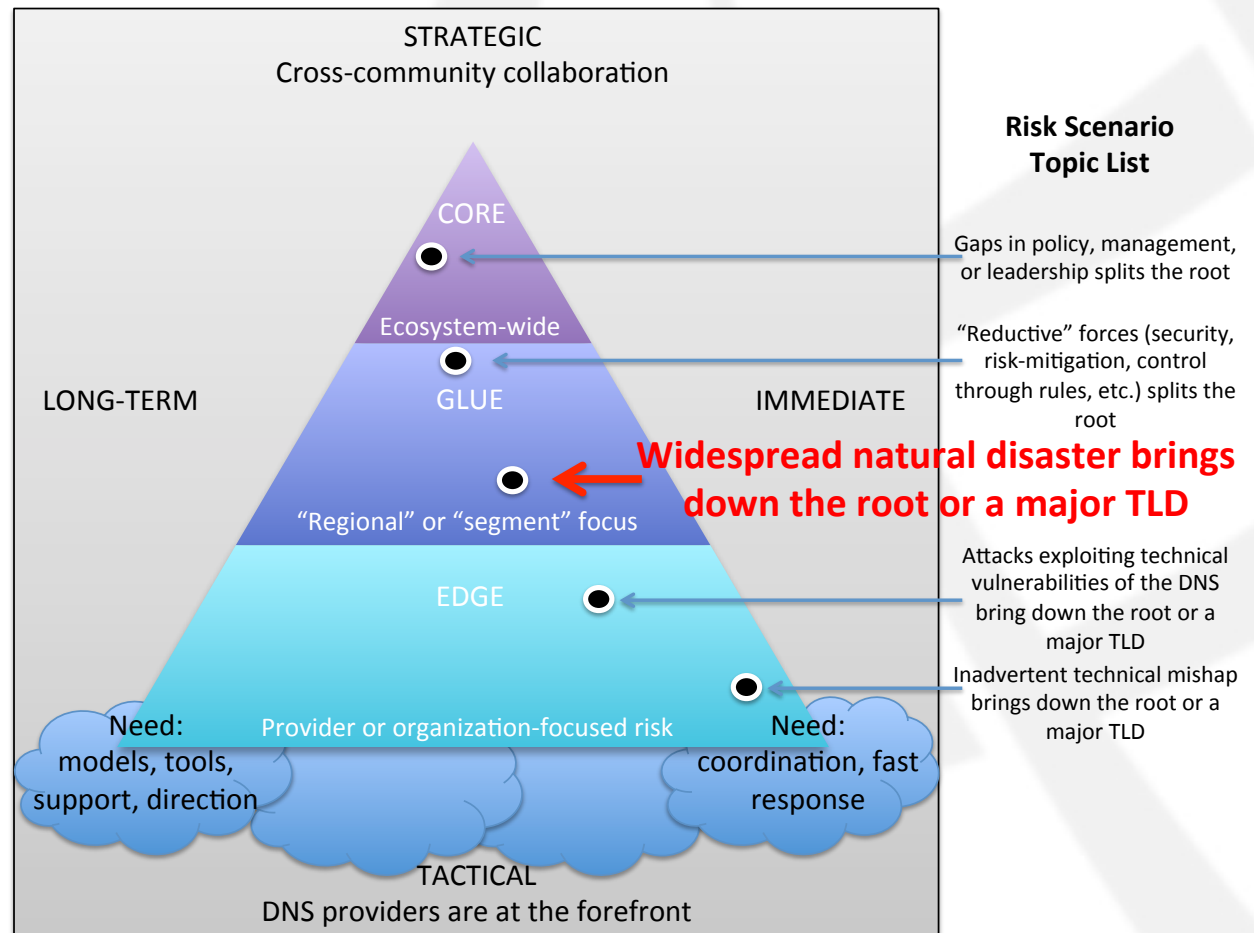 STRATEGIC
Cross-community collaboration
Risk Scenario
Topic List
CORE
Gaps in policy, management,
or leadership splits the root
Ecosystem-wide
“Reductive” forces (security,
risk-mitigation, control
through rules, etc.) splits the
root
LONG-TERM
GLUE
IMMEDIATE
Widespread natural disaster brings
down the root or a major TLD
“Regional” or “segment” focus
Attacks exploiting technical
vulnerabilities of the DNS
bring down the root or a
major TLD
EDGE
Inadvertent technical mishap
brings down the root or a
major TLD
Provider or organization-focused risk
Need:
models, tools,
support, direction
Need:
coordination, fast
response
TACTICAL
DNS providers are at the forefront